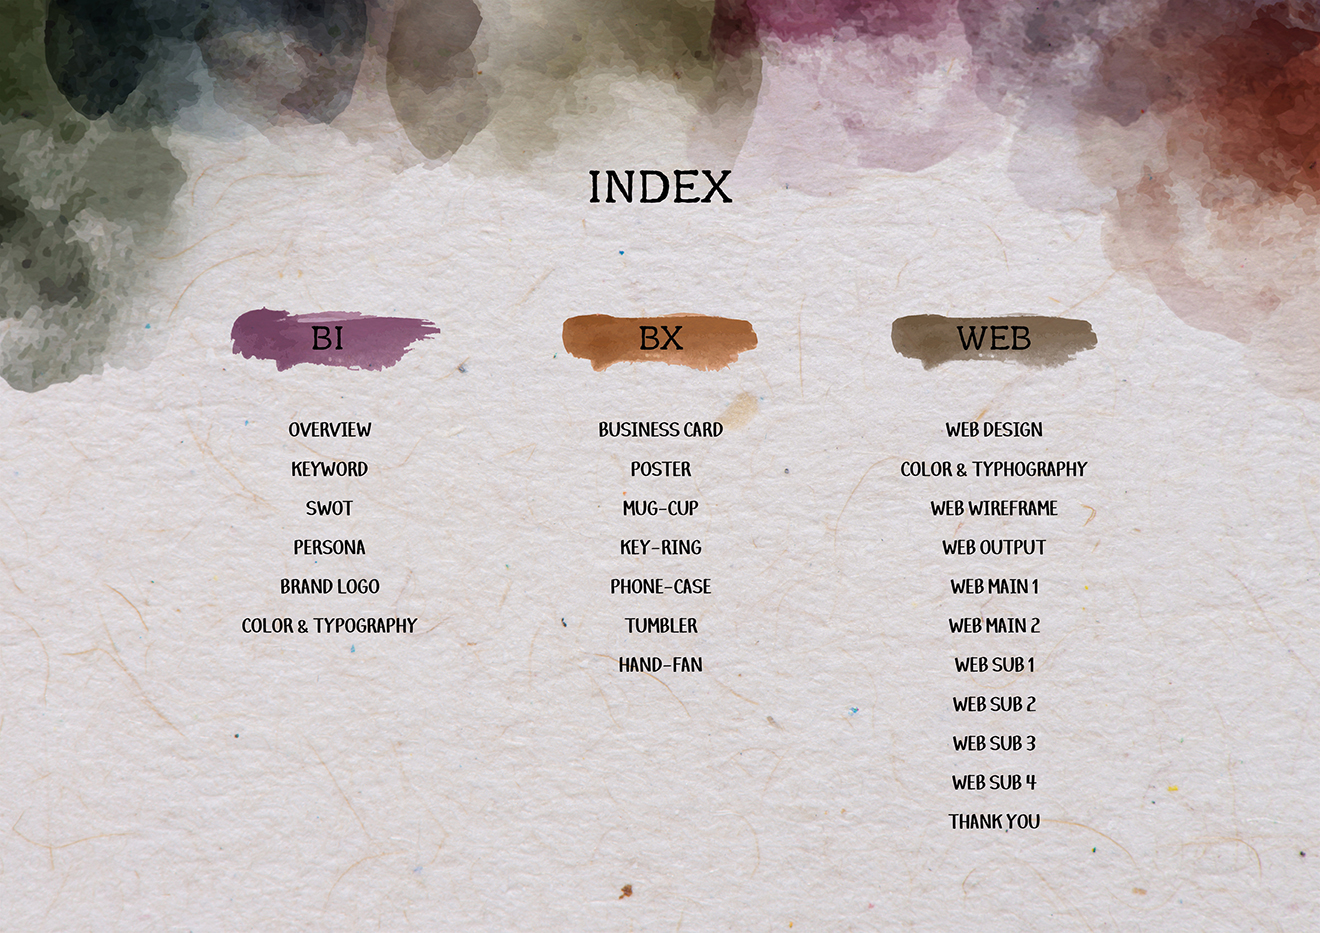 INDEX
BI
OVERVIEW
KEYWORD
SWOT
PERSONA
BRAND LOGO
COLOR & TYPOGRAPHY
BX
BUSINESS CARD
POSTER
MUG-CUP
KEY-RING
PHONE-CASE
TUMBLER
HAND-FAN
WEB
WEB DESIGN
COLOR & TYPHOGRAPHY
WEB WIREFRAME
WEB OUTPUT
WEB MAIN 1
WEB MAIN 2
WEB SUB 1
WEB SUB 2
WEB SUB 3
WEB SUB 4
THANK YOU